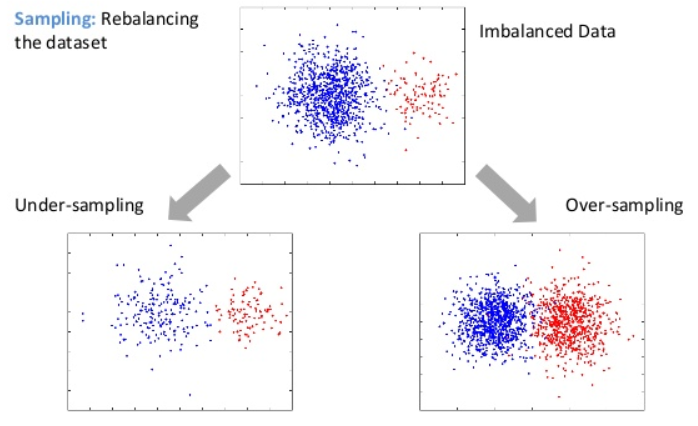 Sampling: Rebalancing
the dataset
Imbalanced Data
Under-sampling
Over-sampling